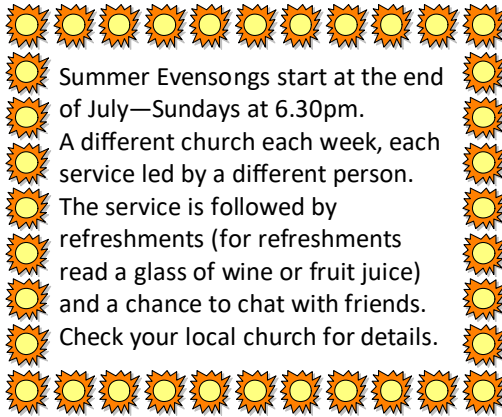 Summer Evensongs start at the end
of July—Sundays at 6.30pm.
A different church each week, each
service led by a different person.
The service is followed by
refreshments (for refreshments
read a glass of wine or fruit juice)
and a chance to chat with friends.
Check your local church for details.